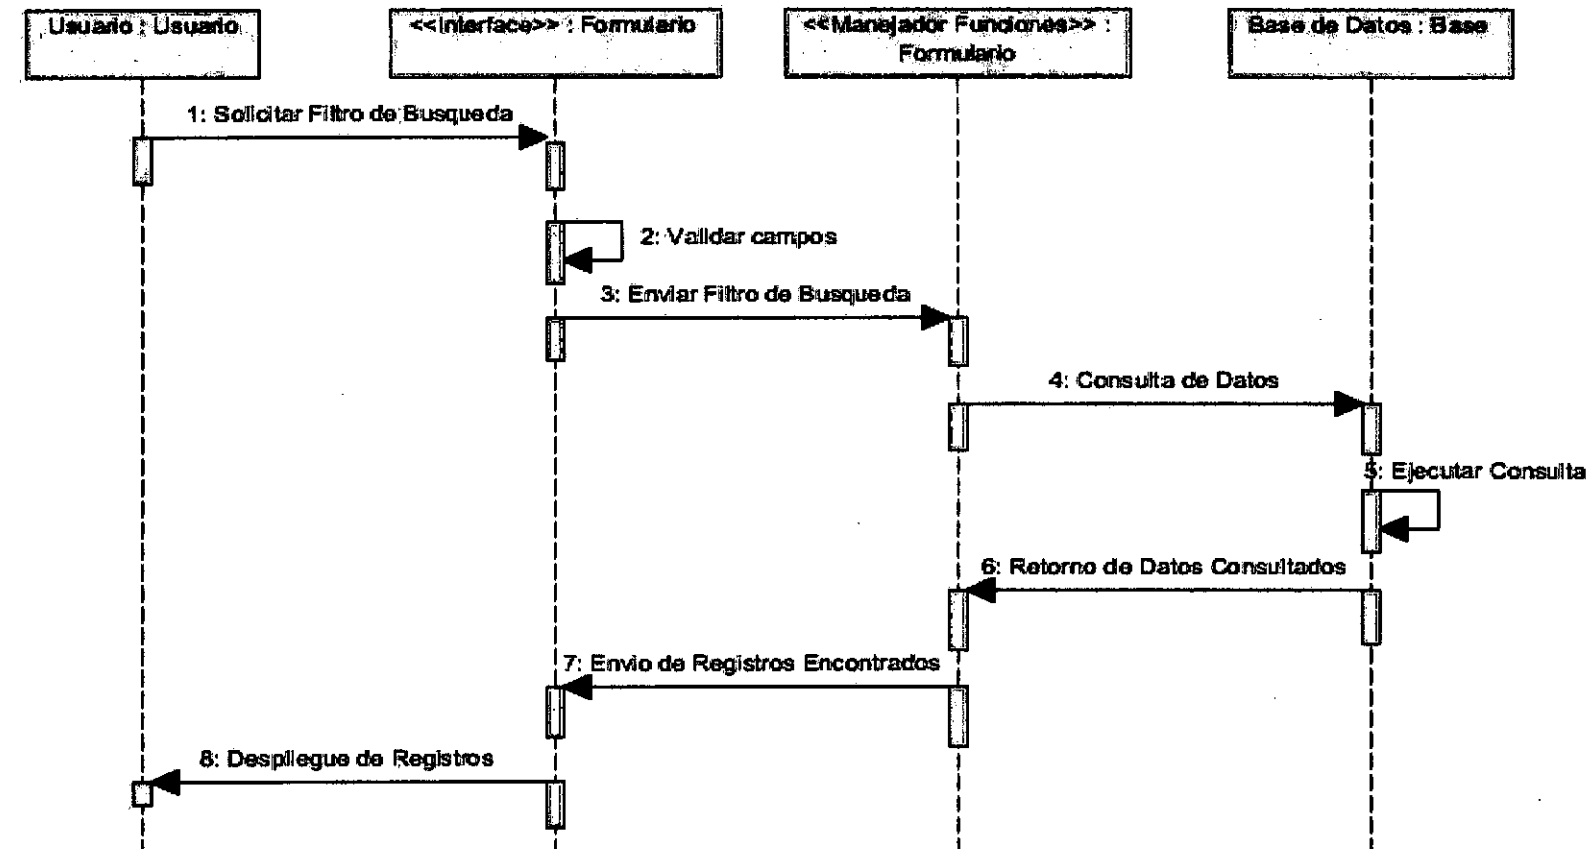 Usuario : Usuario
<<Interface>> : Formulario
<<Manejador Funciones>> :
Formulario
Base de Datos : Base
1: Solicitar Filtro de Busqueda
2: Validar campos
3: Enviar Filtro de Busqueda
4: Consulta de Datos
5: Ejecutar Consulta
6: Retorno de Datos Consultados
7: Envio de Registros Encontrados
8: Despliegue de Registros